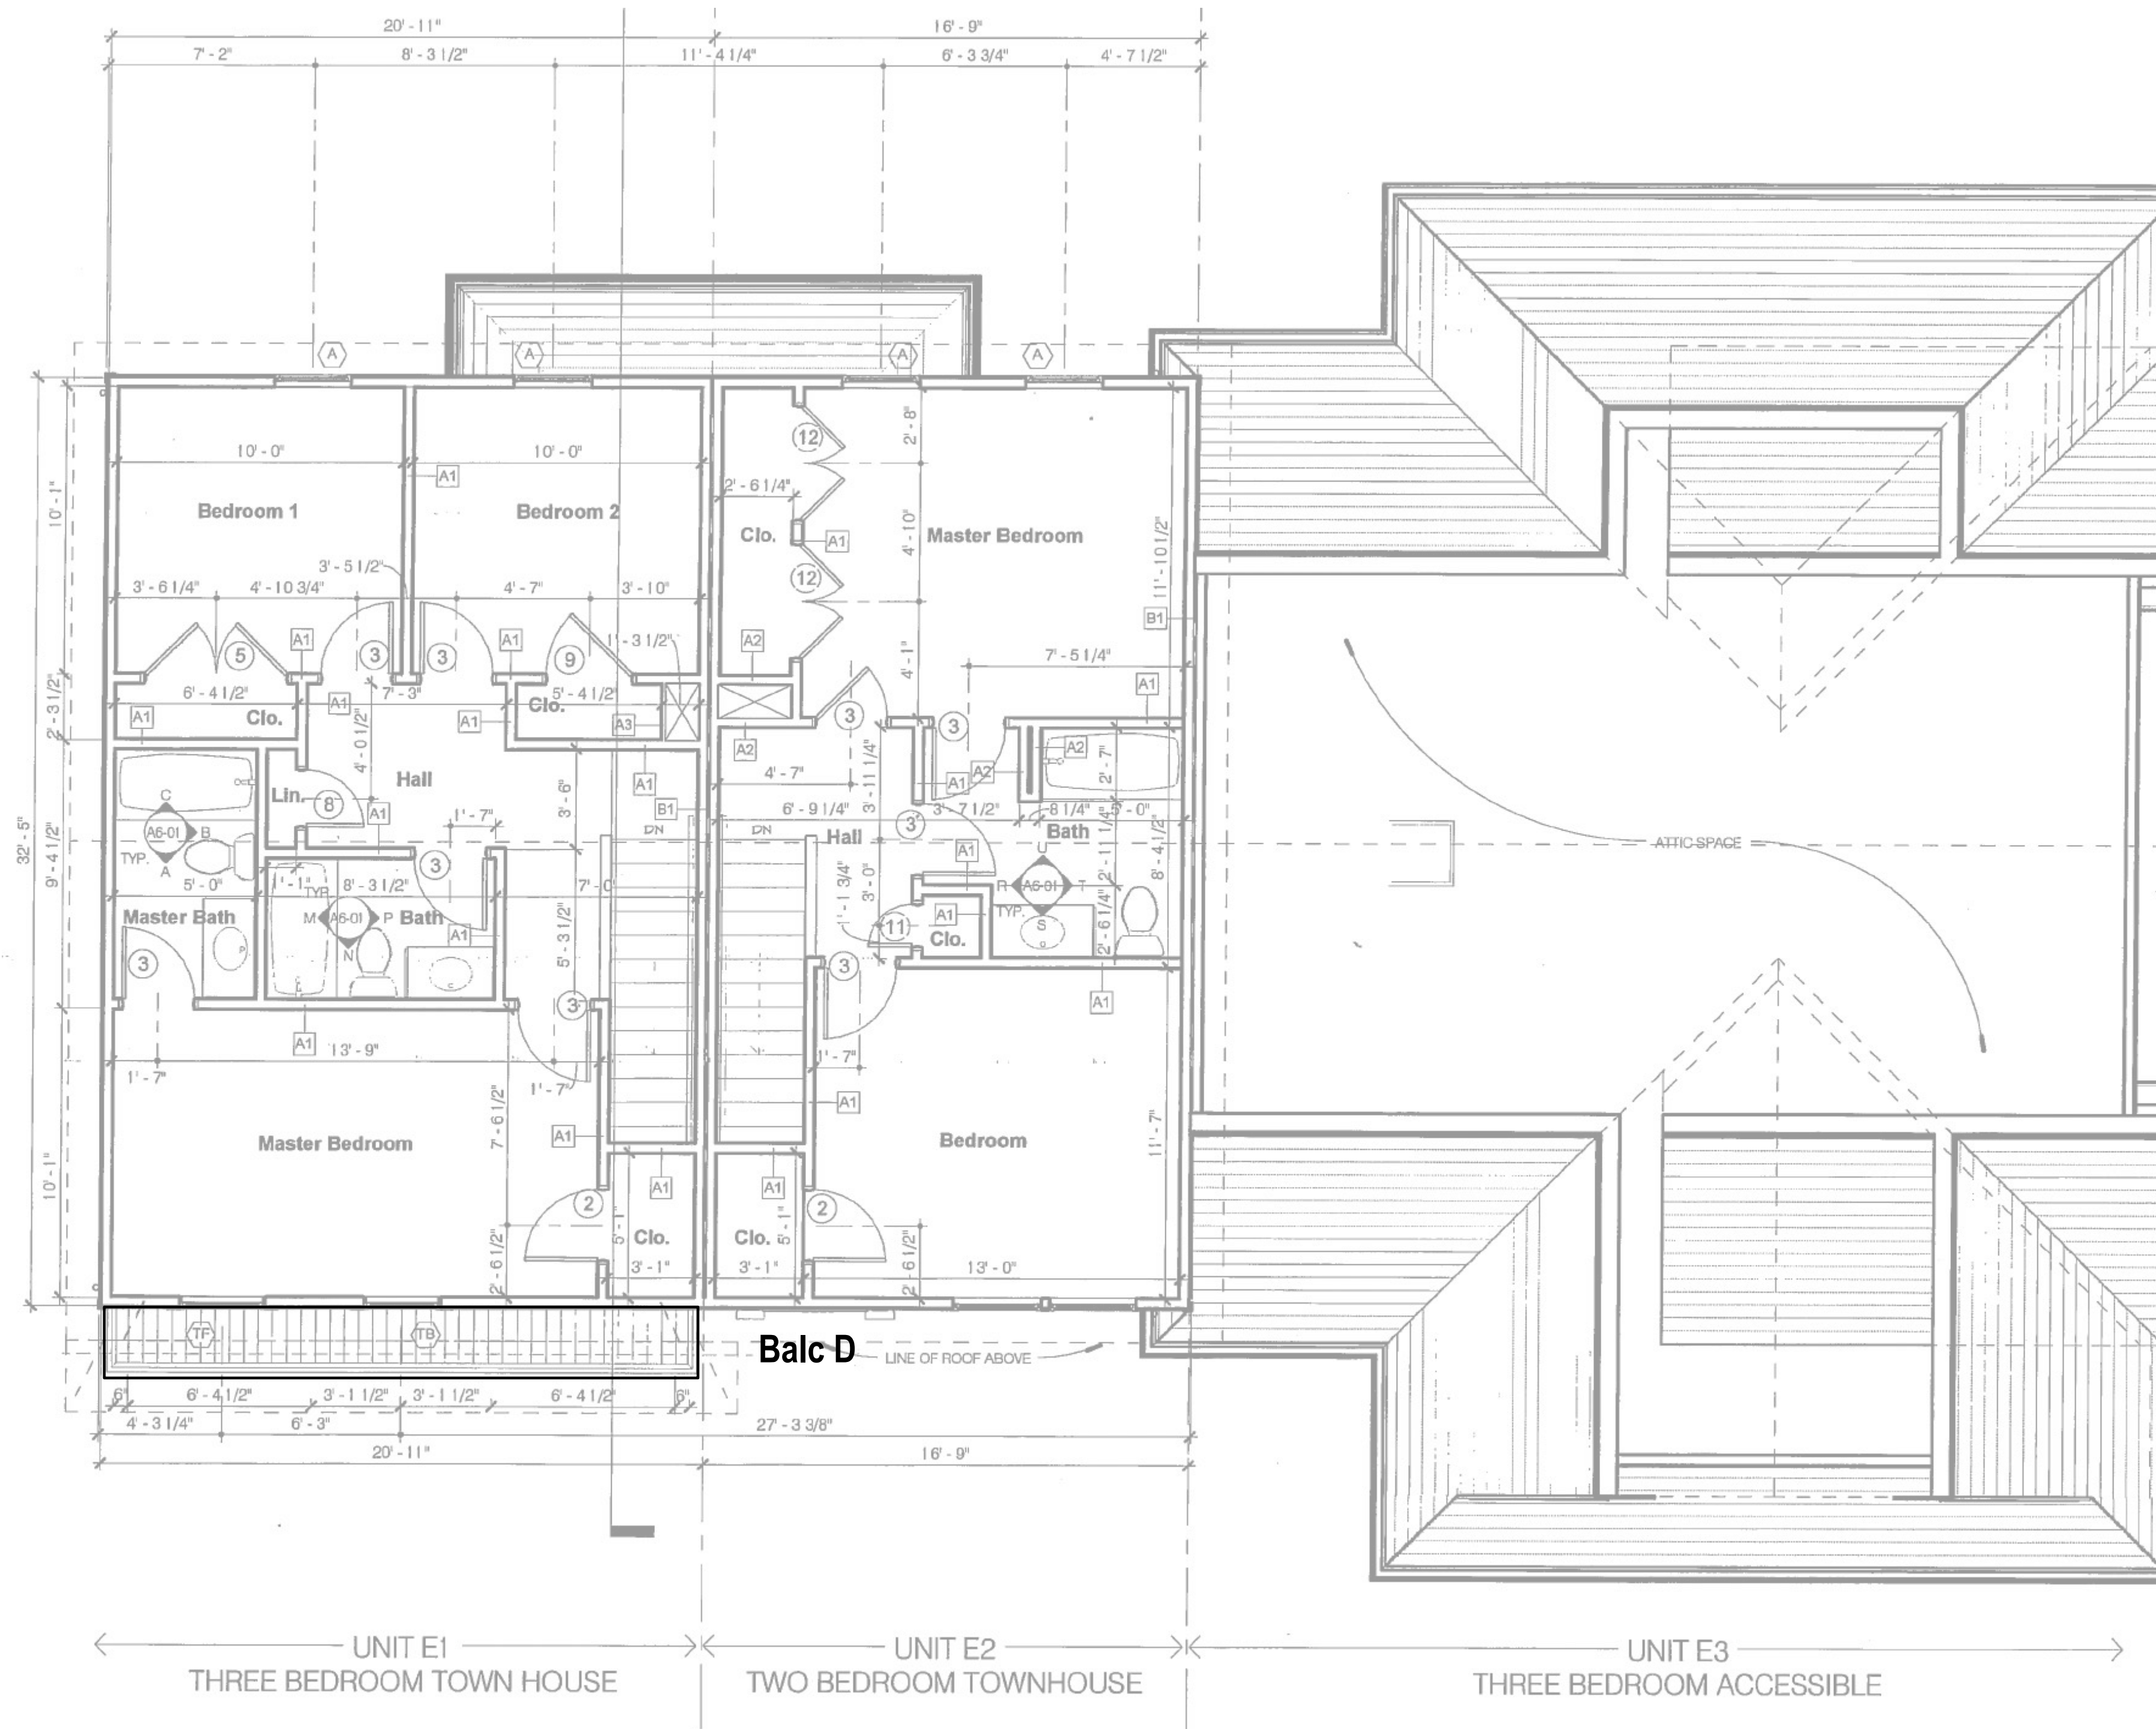 20' - 11"
16' - 9"
7' - 2"
8' - 3 1/2"
11' - 4 1/4"
6' - 3 3/4"
4' - 7 1/2"
A
A
A
A
12
2' - 8"
10' - 0"
10' - 0"
A1
2' - 6 1/4"
10' - 1"
Bedroom 1
Bedroom 2
Clo.
A1
4' - 10"
Master Bedroom
11' - 10 1/2"
3' - 5 1/2"
12
3' - 6 1/4"
4' - 10 3/4"
4' - 7"
3' - 10"
B1
5
A1
3
3
A1
9
1' - 3 1/2"
A2
4' - 1"
7' - 5 1/4"
2' - 3 1/2"
6' - 4 1/2"
7' - 3"
5' - 4 1/2"
A1
A1
Clo.
A1
A1
Clo.
A3
3
3
4' - 0 1/2"
A2
A2
Hall
4' - 7"
3' - 11 1/4"
A1
A2
2' - 7"
Lin.
8
A1
1' - 7"
3' - 6"
A1
B1
6' - 9 1/4"
3' - 7 1/2"
8 1/4"
5' - 0"
C
A6-01
B
A
TYP.
DN
DN
Hall
3
Bath
32' - 5"
9' - 4 1/2"
3
A1
2' - 11 1/4"
8' - 4 1/2"
ATTIC SPACE
5' - 0"
1' - 1"
TYP.
8' - 3 1/2"
7' - 0"
1' - 1 3/4"
3' - 0"
U
R
A6-01
T
TYP.
S
Master Bath
M
A6-01
P
Bath
N
A1
11
A1
Clo.
2' - 6 1/4"
3
5' - 3 1/2"
3
3
A1
A1
13' - 9"
1' - 7"
1' - 7"
1' - 7"
A1
7' - 6 1/2"
A1
Master Bedroom
Bedroom
11' - 7"
10' - 1"
A1
A1
2
2
5' - 1"
Clo.
Clo.
5' - 1"
2' - 6 1/2"
3' - 1"
3' - 1"
2' - 6 1/2"
13' - 0"
TF
TB
Balc D
LINE OF ROOF ABOVE
6"
6' - 4 1/2"
3' - 1 1/2"
3' - 1 1/2"
6' - 4 1/2"
6"
4' - 3 1/4"
6' - 3"
27' - 3 3/8"
20' - 11"
16' - 9"
UNIT E1
UNIT E2
UNIT E3
THREE BEDROOM TOWN HOUSE
TWO BEDROOM TOWNHOUSE
THREE BEDROOM ACCESSIBLE